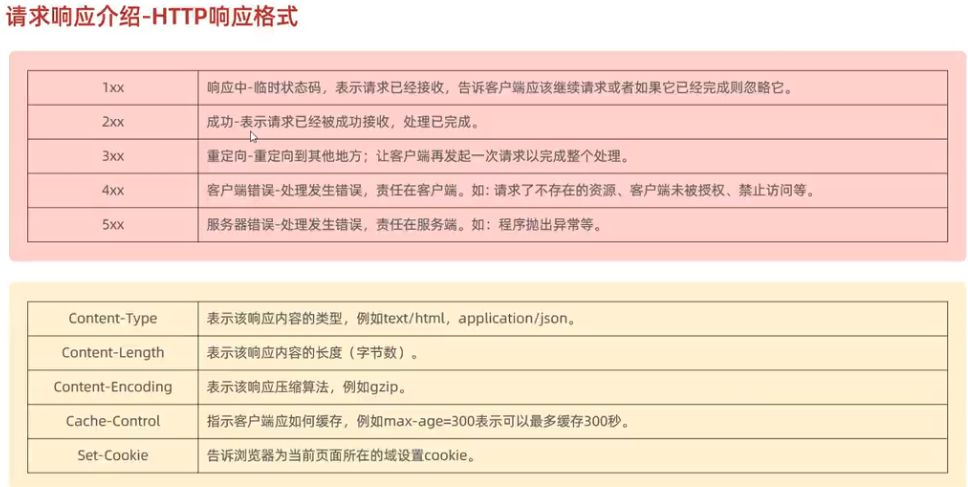 请求响应介绍-HTTP响应格式
1xx 响应中-临时状态码，表示请求已经接收，告诉客户端应该继续请求或者如果它已经完成则忽略它。
2xx 成功-表示请求已经被成功接收，处理已完成。
3xx 重定向-重定向到其他地方；让客户端再发起一次请求以完成整个处理。
4xx 客户端错误-处理发生错误，责任在客户端。如：请求了不存在的资源、客户端未被授权、禁止访问等。
5xx 服务器错误-处理发生错误，责任在服务端。如：程序抛出异常等。
Content-Type 表示该响应内容的类型，例如text/html，application/json。
Content-Length 表示该响应内容的长度（字节数）。
Content-Encoding 表示该响应压缩算法，例如gzip。
Cache-Control 指示客户端应如何缓存，例如max-age=300表示可以最多缓存300秒。
Set-Cookie 告诉浏览器为当前页面所在的域设置cookie。